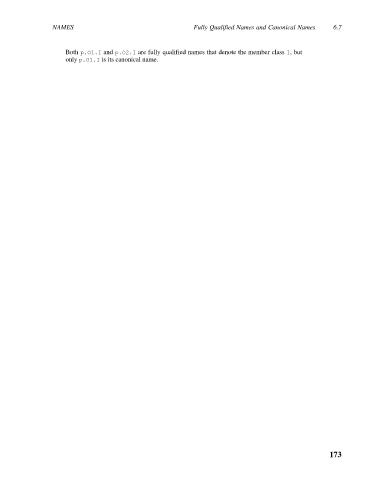 NAMES Fully Qualified Names and Canonical Names 6.7
Both p.O1.I and p.O2.I are fully qualified names that denote the member class I, but
only p.O1.I is its canonical name.
173